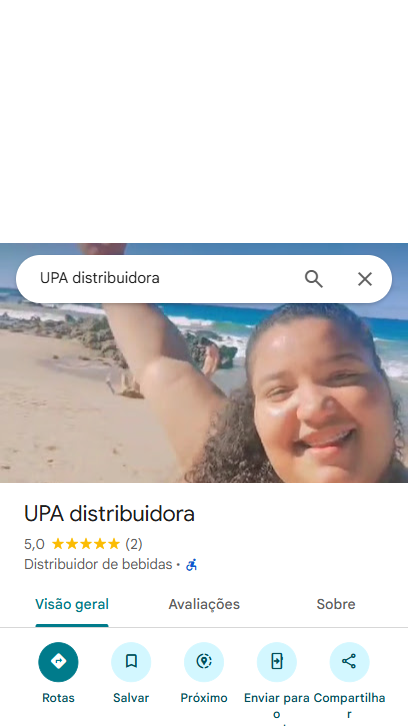 UPA distribuidora
UPA distribuidora
5,0 (2)
Distribuidor de bebidas ·
Visão geral Avaliações Sobre
Rotas Salvar Próximo Enviar para o Compartilhar